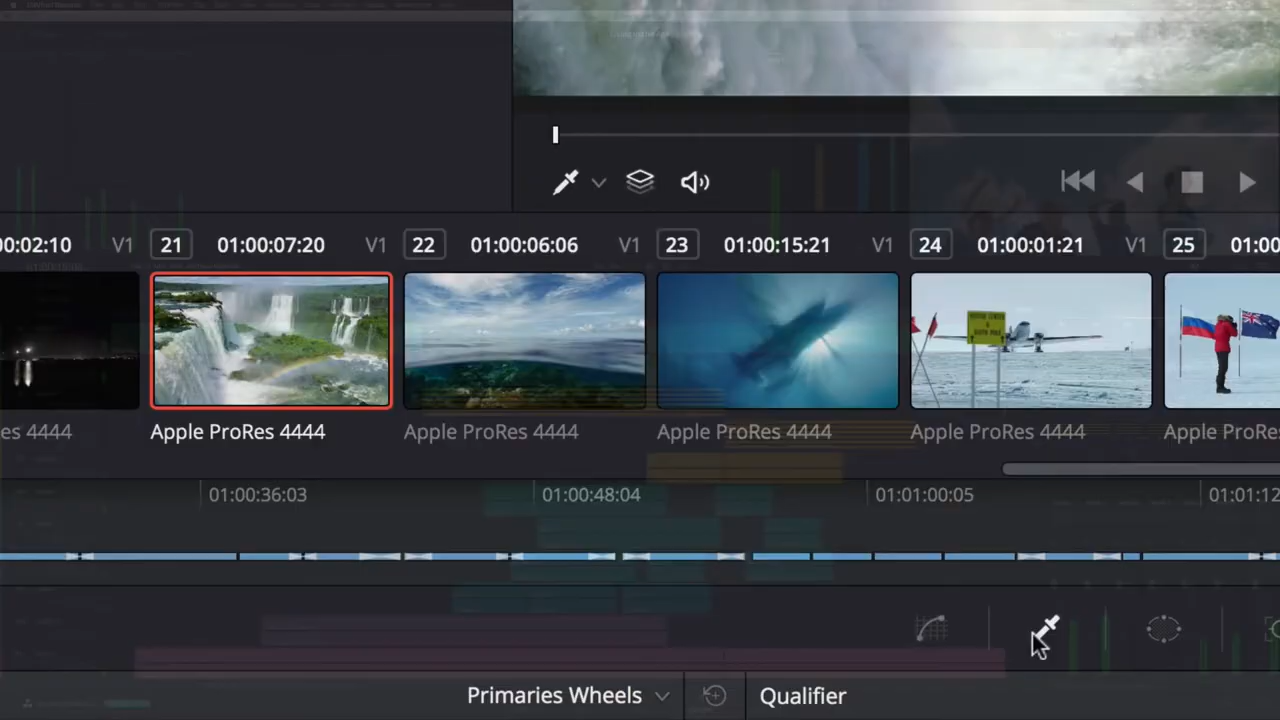 00:02:10 V1 21 01:00:07:20 V1 22 01:00:06:06 V1 23 01:00:15:21 V1 24 01:00:01:21 V1 25 01:00
es 4444 Apple ProRes 4444 Apple ProRes 4444 Apple ProRes 4444 Apple ProRes 4444 Apple ProRes
01:00:36:03 01:00:48:04 01:01:00:05 01:01:12
Primaries Wheels Qualifier